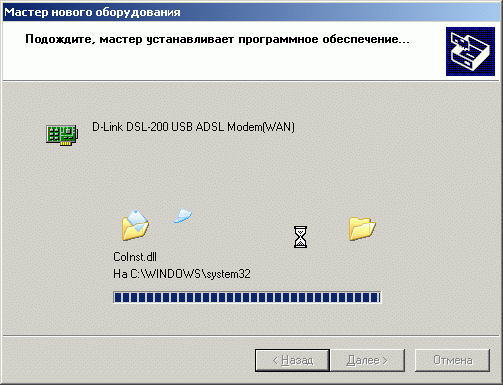 Мастер нового оборудования
Подождите, мастер устанавливает программное обеспечение...
D-Link DSL-200 USB ADSL Modem(WAN)
CoInst.dll
На C:\WINDOWS\system32
< Назад
Далее >
Отмена